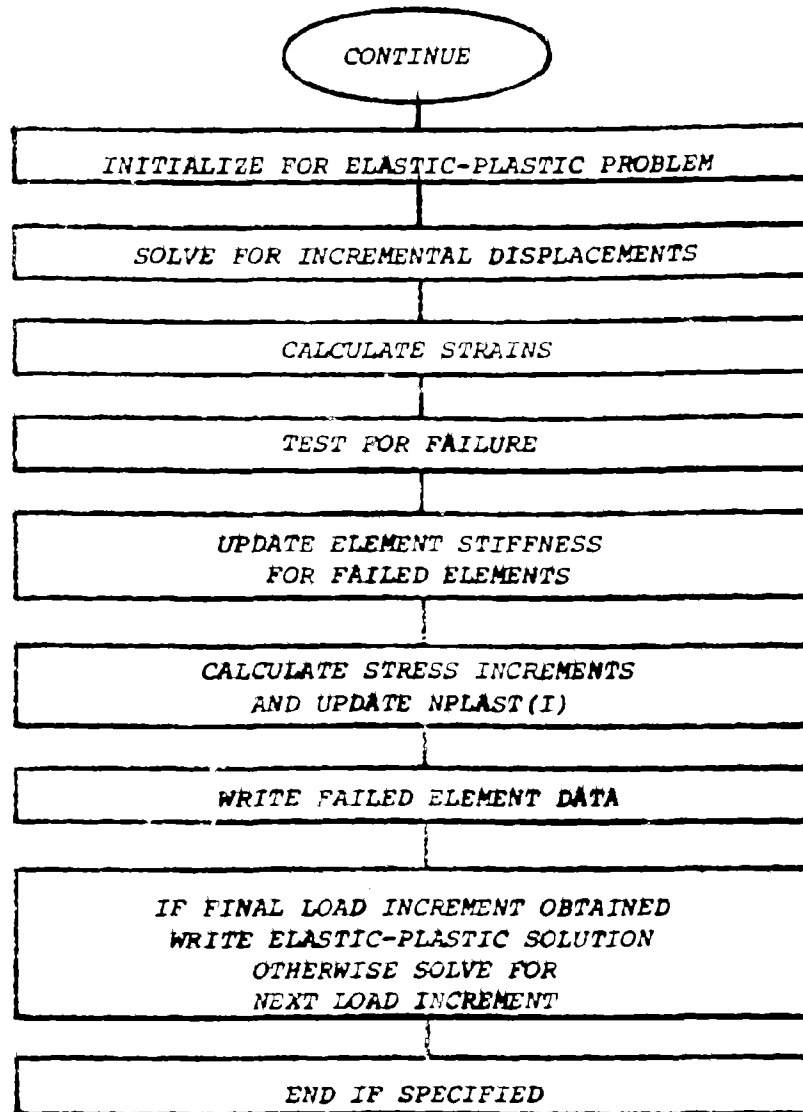 CONTINUE
INITIALIZE FOR ELASTIC-PLASTIC PROBLEM
SOLVE FOR INCREMENTAL DISPLACEMENTS
CALCULATE STRAINS
TEST FOR FAILURE
UPDATE ELEMENT STIFFNESS
FOR FAILED ELEMENTS
CALCULATE STRESS INCREMENTS
AND UPDATE NPLAST(I)
WRITE FAILED ELEMENT DATA
IF FINAL LOAD INCREMENT OBTAINED
WRITE ELASTIC-PLASTIC SOLUTION
OTHERWISE SOLVE FOR
NEXT LOAD INCREMENT
END IF SPECIFIED